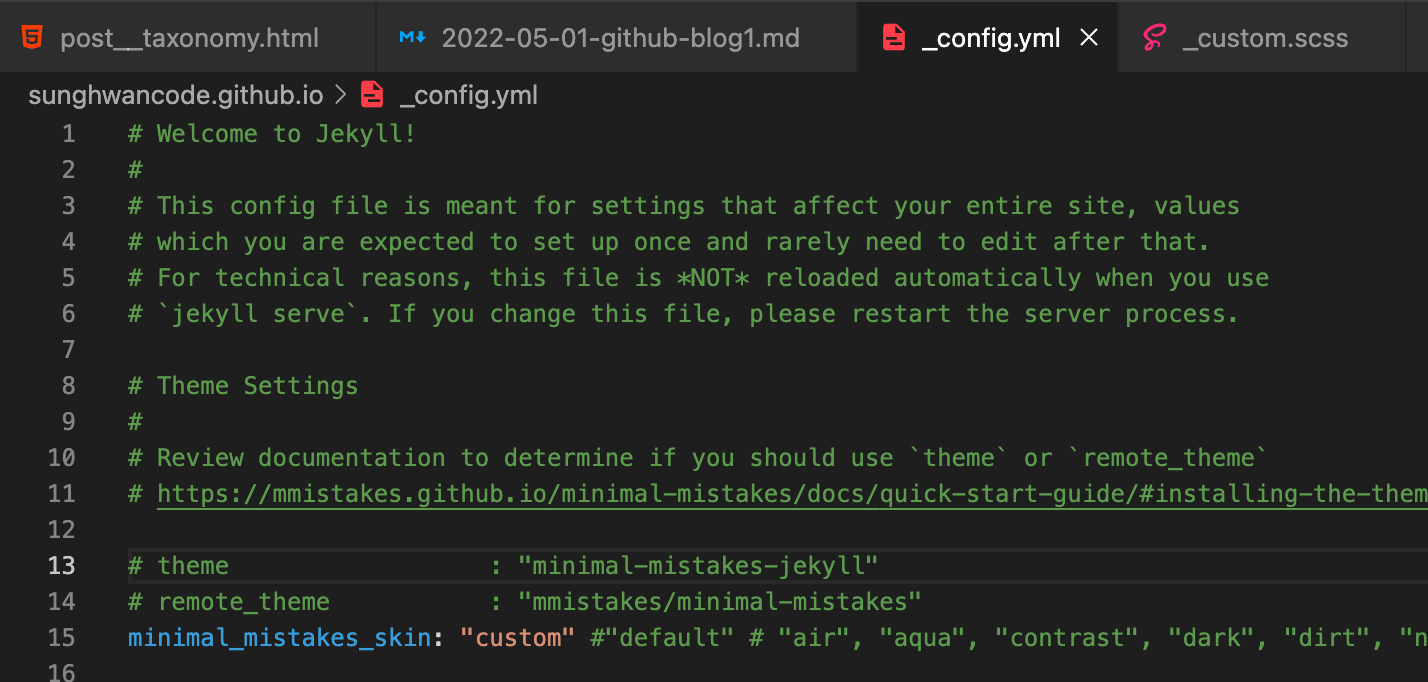 post__taxonomy.html 2022-05-01-github-blog1.md _config.yml _custom.scss
sunghwancode.github.io > _config.yml
1 # Welcome to Jekyll!
2 #
3 # This config file is meant for settings that affect your entire site, values
4 # which you are expected to set up once and rarely need to edit after that.
5 # For technical reasons, this file is *NOT* reloaded automatically when you use
6 # `jekyll serve`. If you change this file, please restart the server process.
7
8 # Theme Settings
9 #
10 # Review documentation to determine if you should use `theme` or `remote_theme`
11 # https://mmistakes.github.io/minimal-mistakes/docs/quick-start-guide/#installing-the-them
12
13 # theme : "minimal-mistakes-jekyll"
14 # remote_theme : "mmistakes/minimal-mistakes"
15 minimal_mistakes_skin: "custom" #"default" # "air", "aqua", "contrast", "dark", "dirt", "n
16